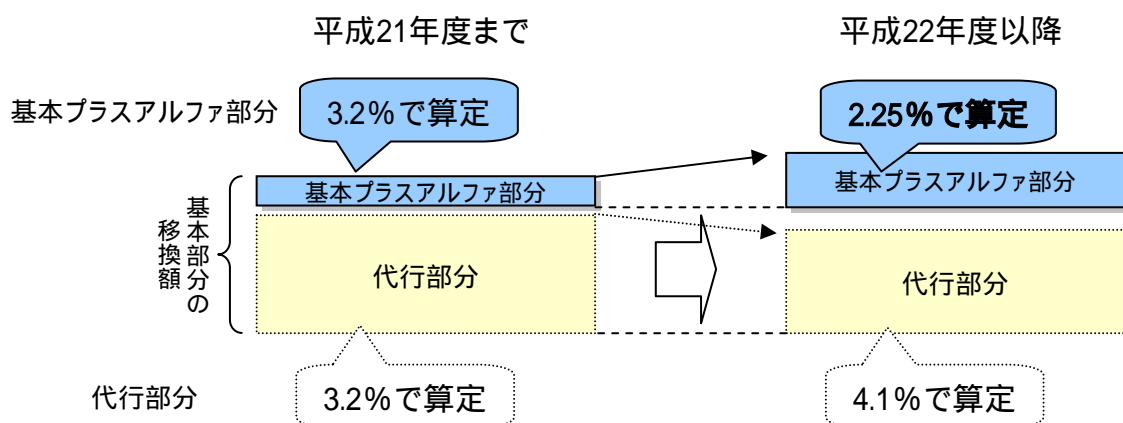 平成21年度まで
平成22年度以降
基本プラスアルファ部分
3.2%で算定
2.25%で算定
基本プラスアルファ部分
基本プラスアルファ部分
基本部分の
移換額
代行部分
代行部分
代行部分
3.2%で算定
4.1%で算定